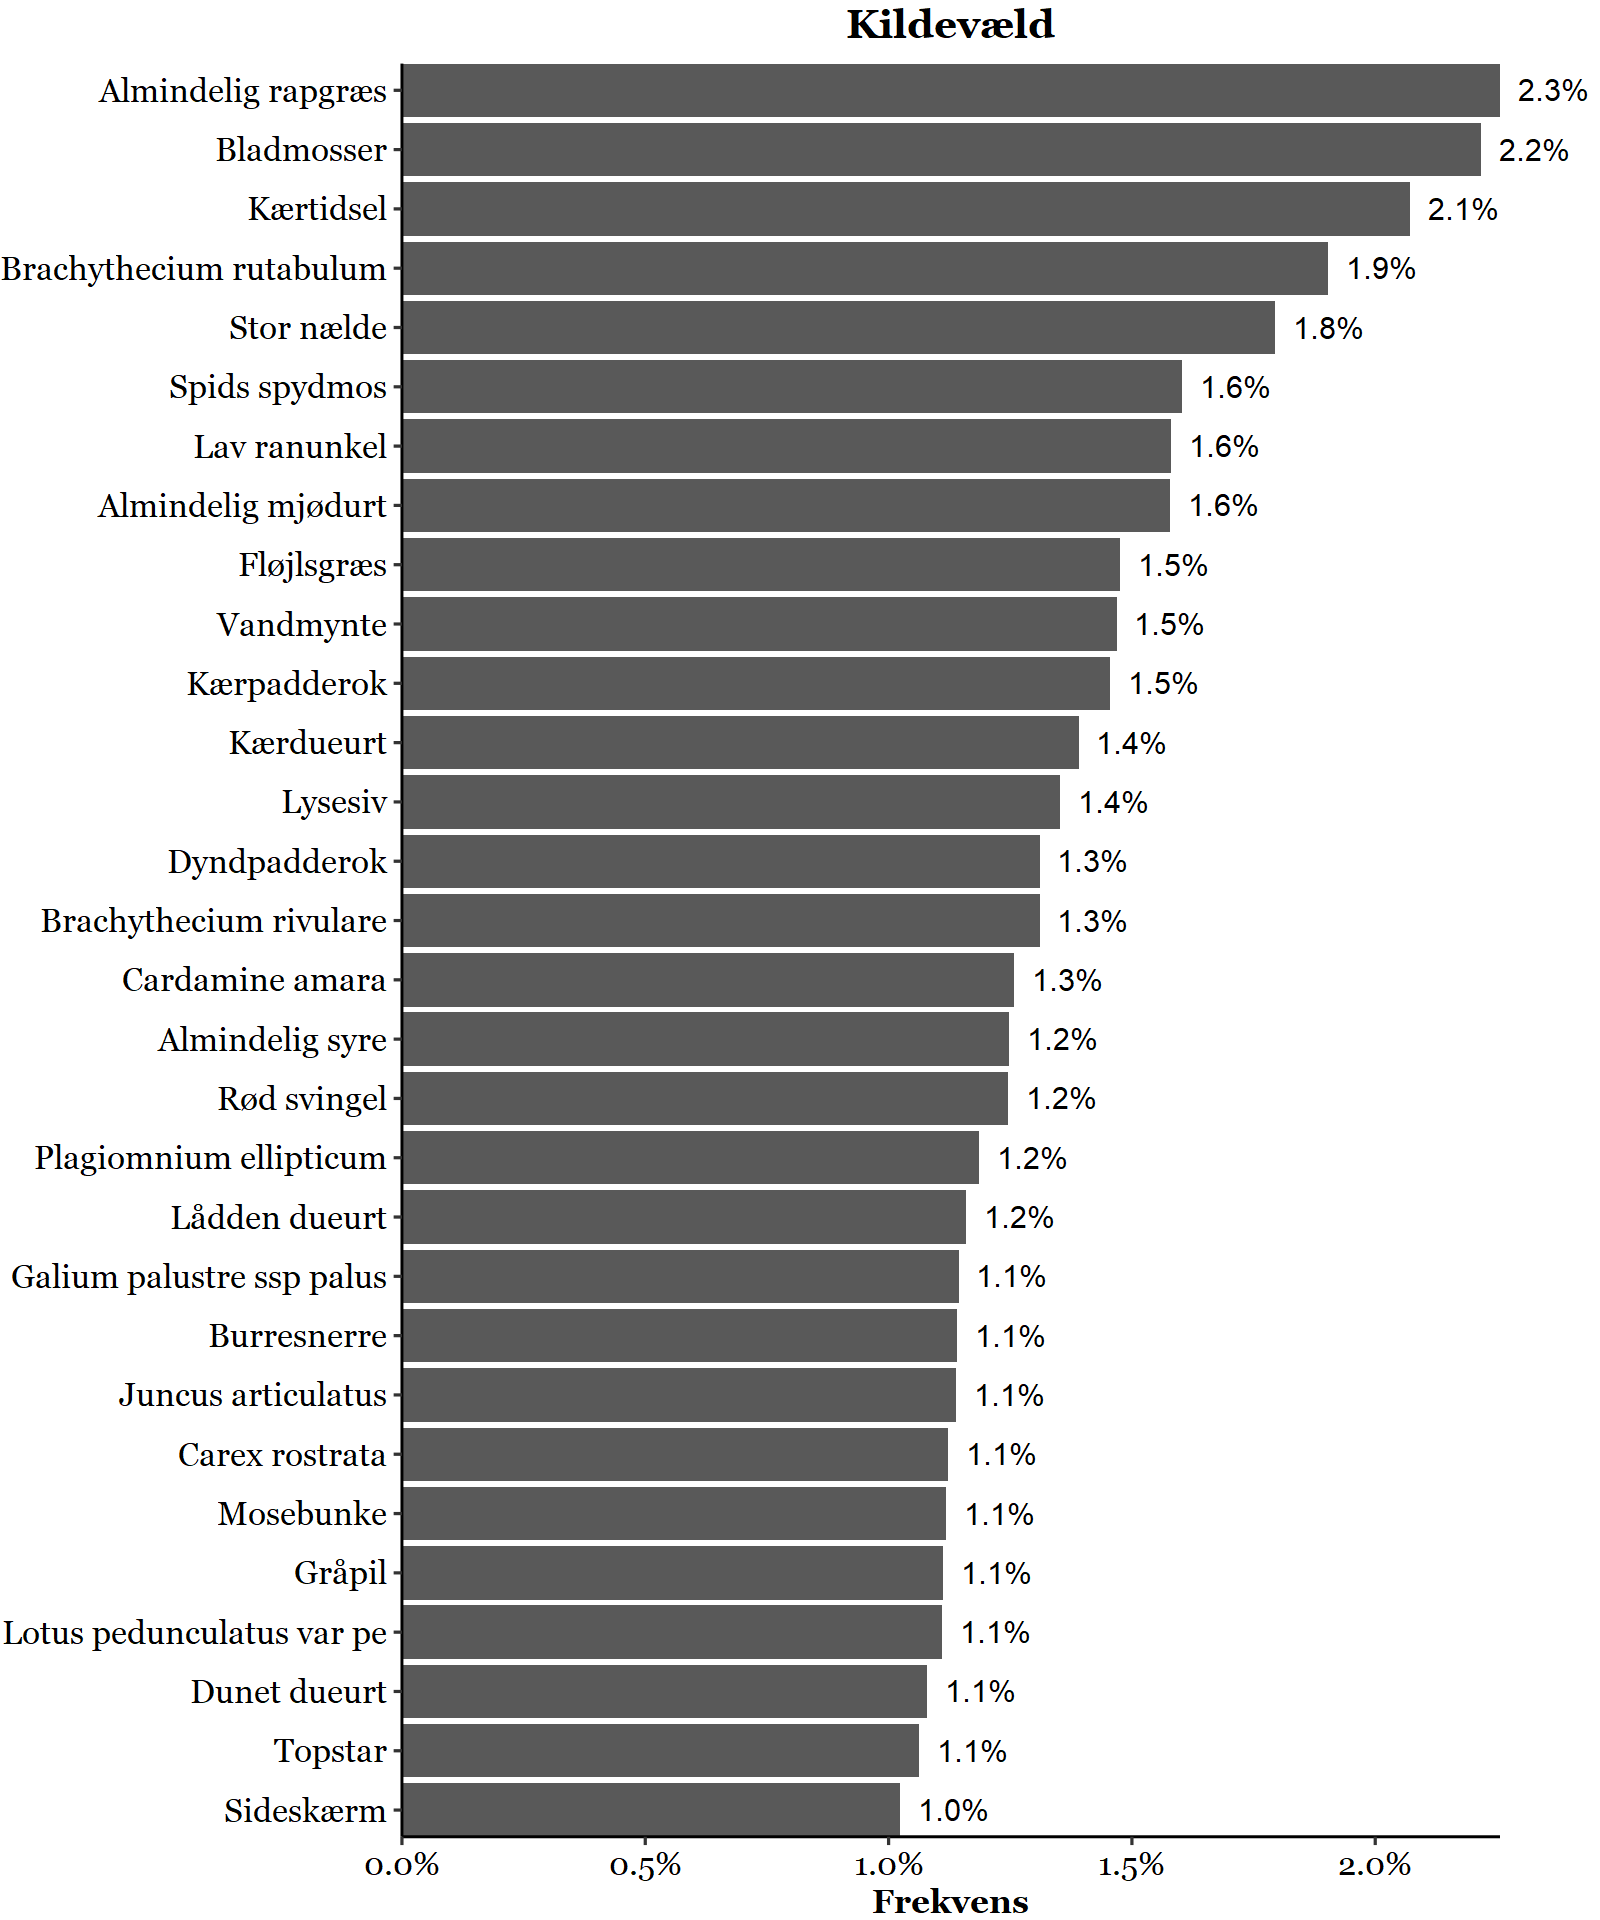 Kildevæld
Almindelig rapgræs 2.3%
Bladmosser 2.2%
Kærtidsel 2.1%
Brachythecium rutabulum 1.9%
Stor nælde 1.8%
Spids spydmos 1.6%
Lav ranunkel 1.6%
Almindelig mjødurt 1.6%
Fløjlsgræs 1.5%
Vandmynte 1.5%
Kærpadderok 1.5%
Kærdueurt 1.4%
Lysesiv 1.4%
Dyndpadderok 1.3%
Brachythecium rivulare 1.3%
Cardamine amara 1.3%
Almindelig syre 1.2%
Rød svingel 1.2%
Plagiomnium ellipticum 1.2%
Lådden dueurt 1.2%
Galium palustre ssp palus 1.1%
Burresnerre 1.1%
Juncus articulatus 1.1%
Carex rostrata 1.1%
Mosebunke 1.1%
Gråpil 1.1%
Lotus pedunculatus var pe 1.1%
Dunet dueurt 1.1%
Topstar 1.1%
Sideskærm 1.0%
0.0% 0.5% 1.0% 1.5% 2.0%
Frekvens